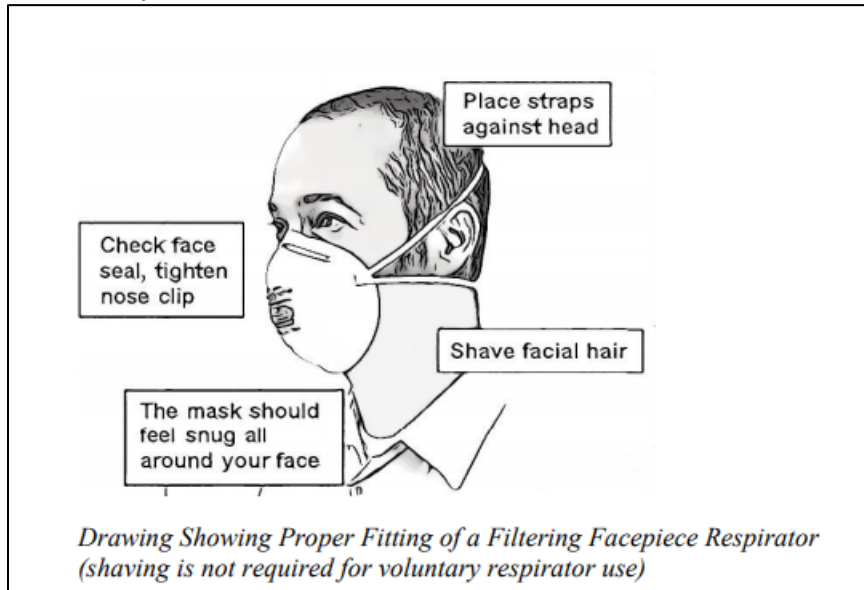 Place straps
against head
Check face
seal, tighten
nose clip
Shave facial hair
The mask should
feel snug all
around your face
Drawing Showing Proper Fitting of a Filtering Facepiece Respirator
(shaving is not required for voluntary respirator use)